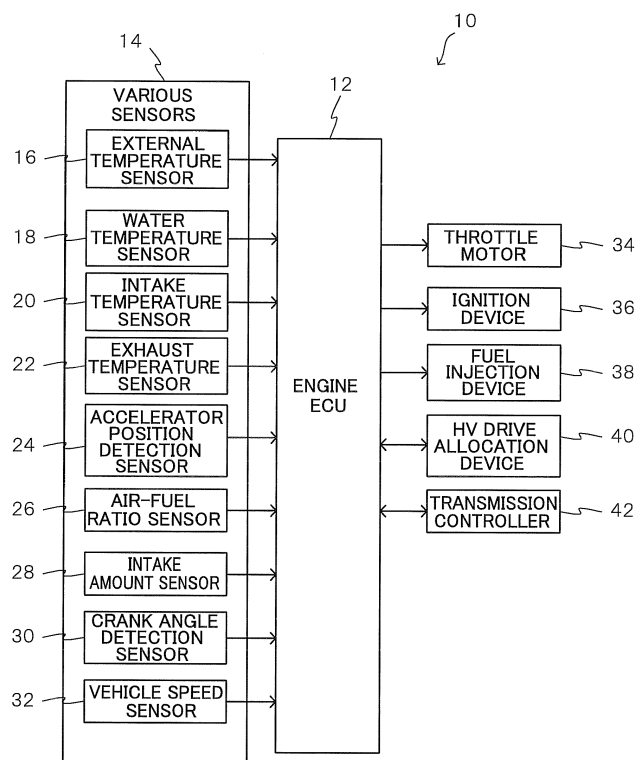 10
14
12
VARIOUS
SENSORS
16
EXTERNAL
TEMPERATURE
SENSOR
18
WATER
TEMPERATURE
SENSOR
20
INTAKE
TEMPERATURE
SENSOR
22
EXHAUST
TEMPERATURE
SENSOR
24
ACCELERATOR
POSITION
DETECTION
SENSOR
26
AIR-FUEL
RATIO SENSOR
28
INTAKE
AMOUNT SENSOR
30
CRANK ANGLE
DETECTION
SENSOR
32
VEHICLE SPEED
SENSOR
ENGINE
ECU
THROTTLE
MOTOR
34
IGNITION
DEVICE
36
FUEL
INJECTION
DEVICE
38
HV DRIVE
ALLOCATION
DEVICE
40
TRANSMISSION
CONTROLLER
42